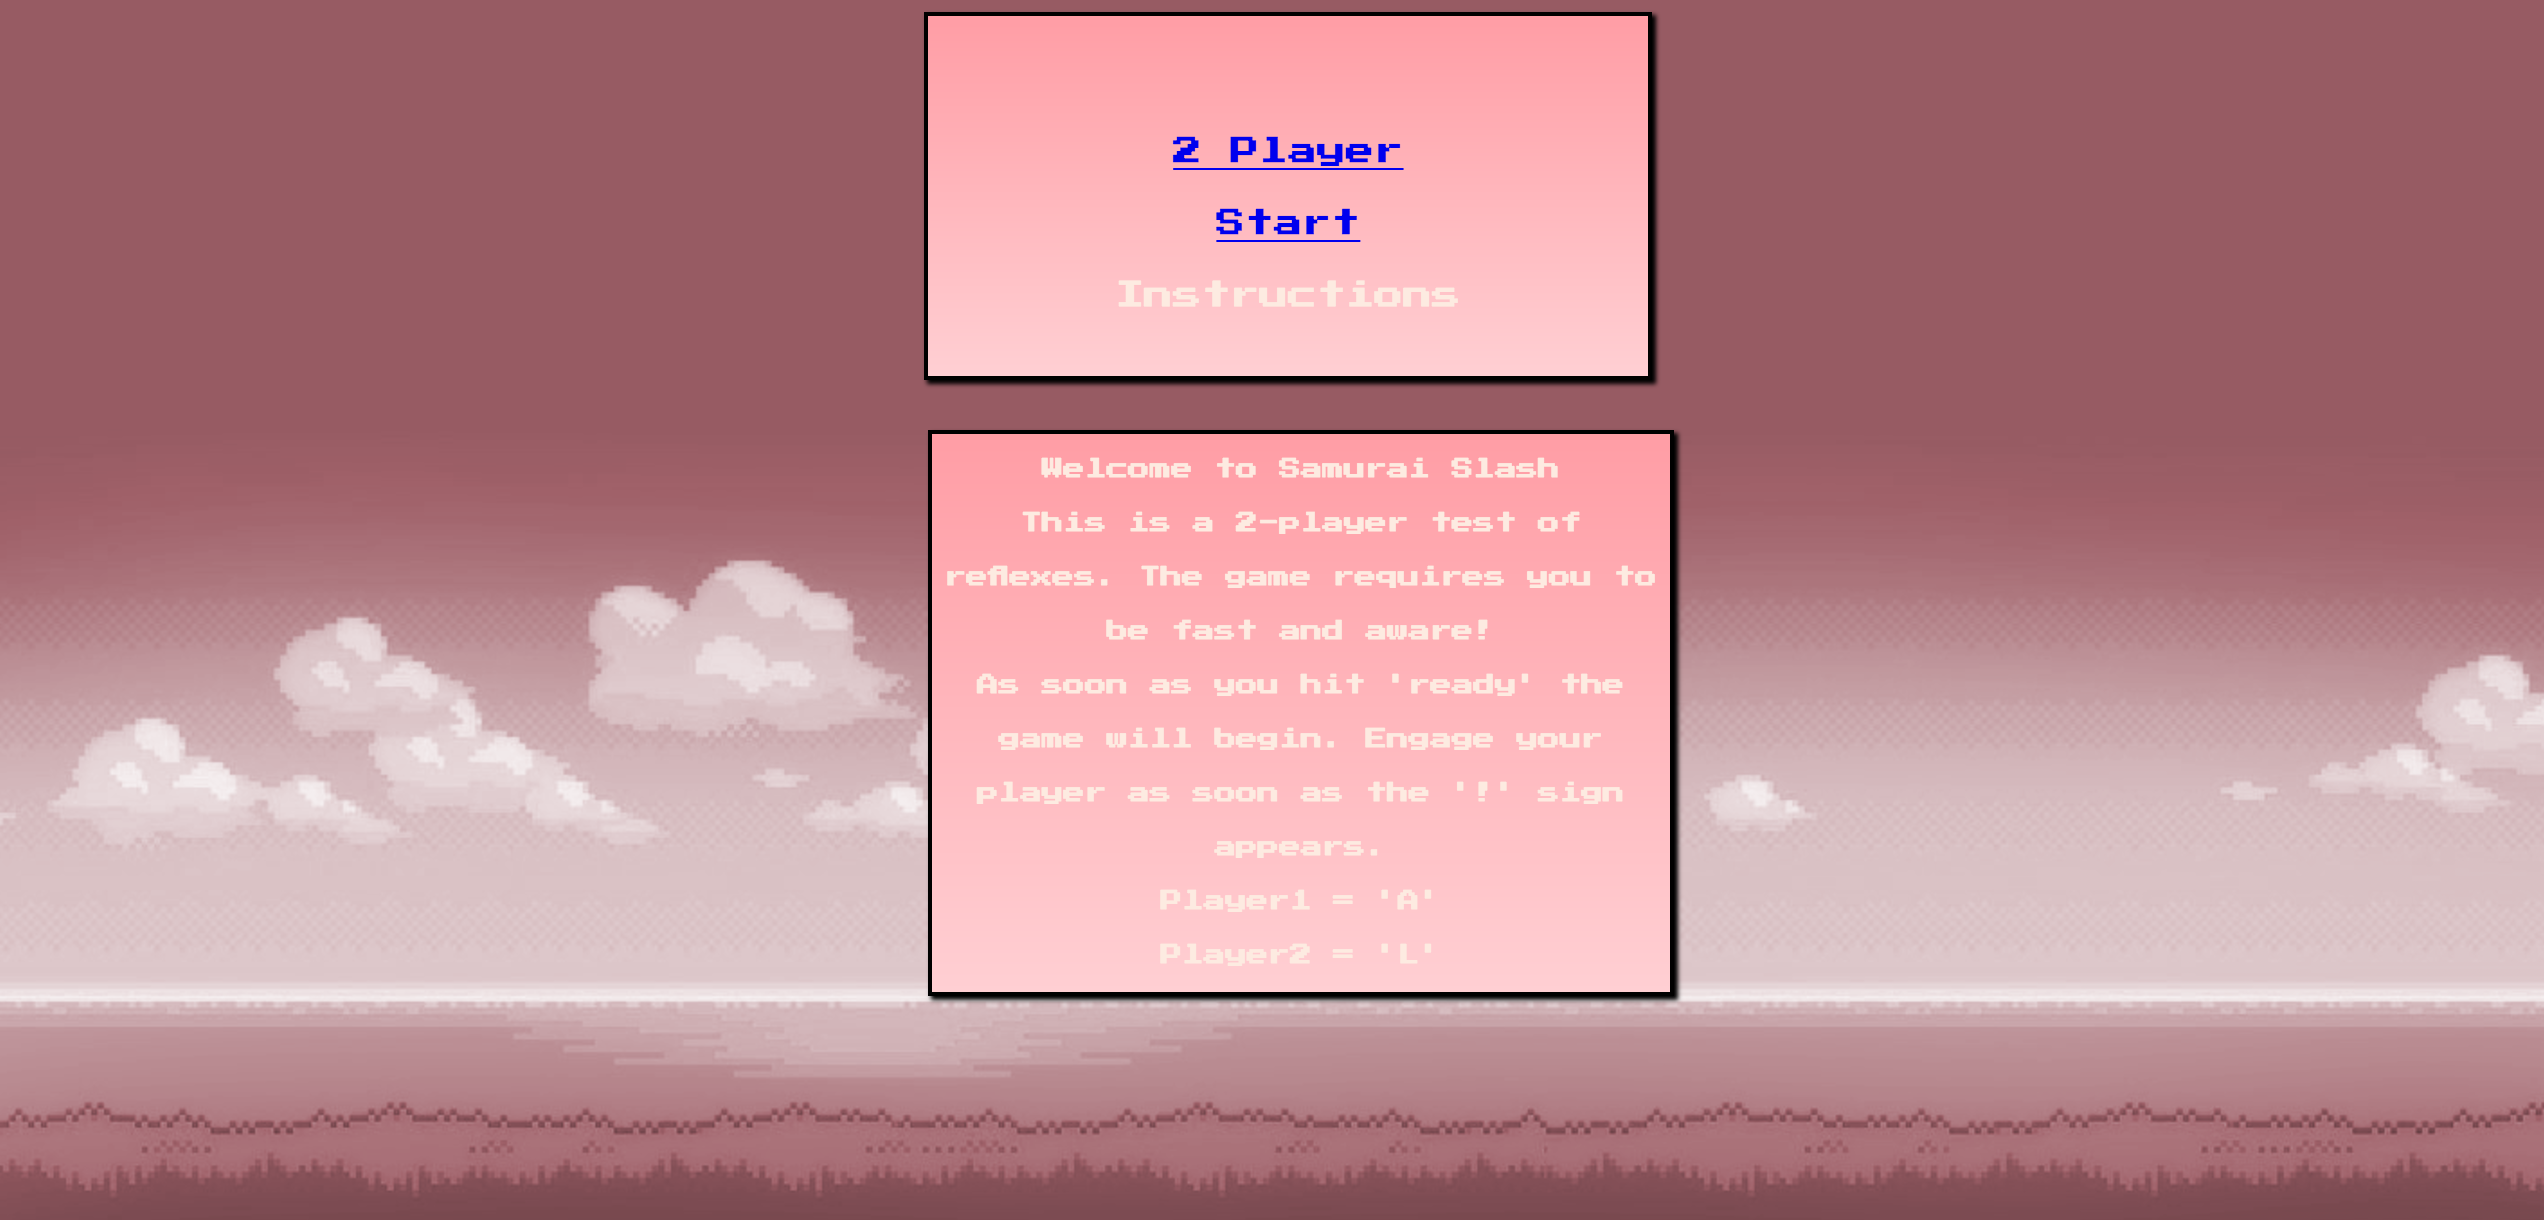 2 Player
Start
Instructions
Welcome to Samurai Slash
This is a 2-player test of
reflexes. The game requires you to
be fast and aware!
As soon as you hit 'ready' the
game will begin. Engage your
player as soon as the '!' sign
appears.
Player1 = 'A'
Player2 = 'L'